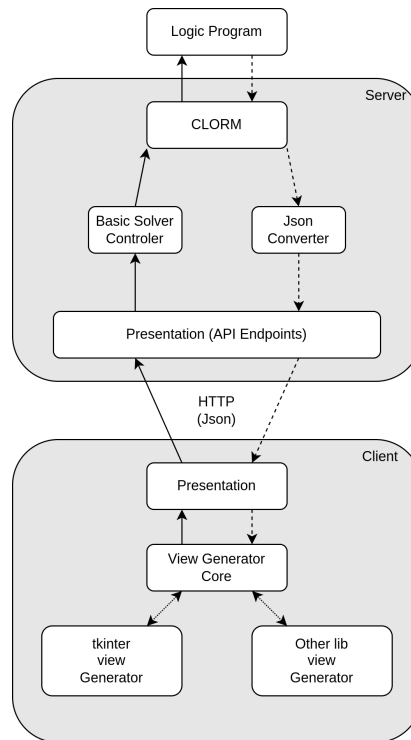 Logic Program
Server
CLORM
Basic Solver
Controler
Json
Converter
Presentation (API Endpoints)
HTTP
(Json)
Client
Presentation
View Generator
Core
tkinter
view
Generator
Other lib
view
Generator